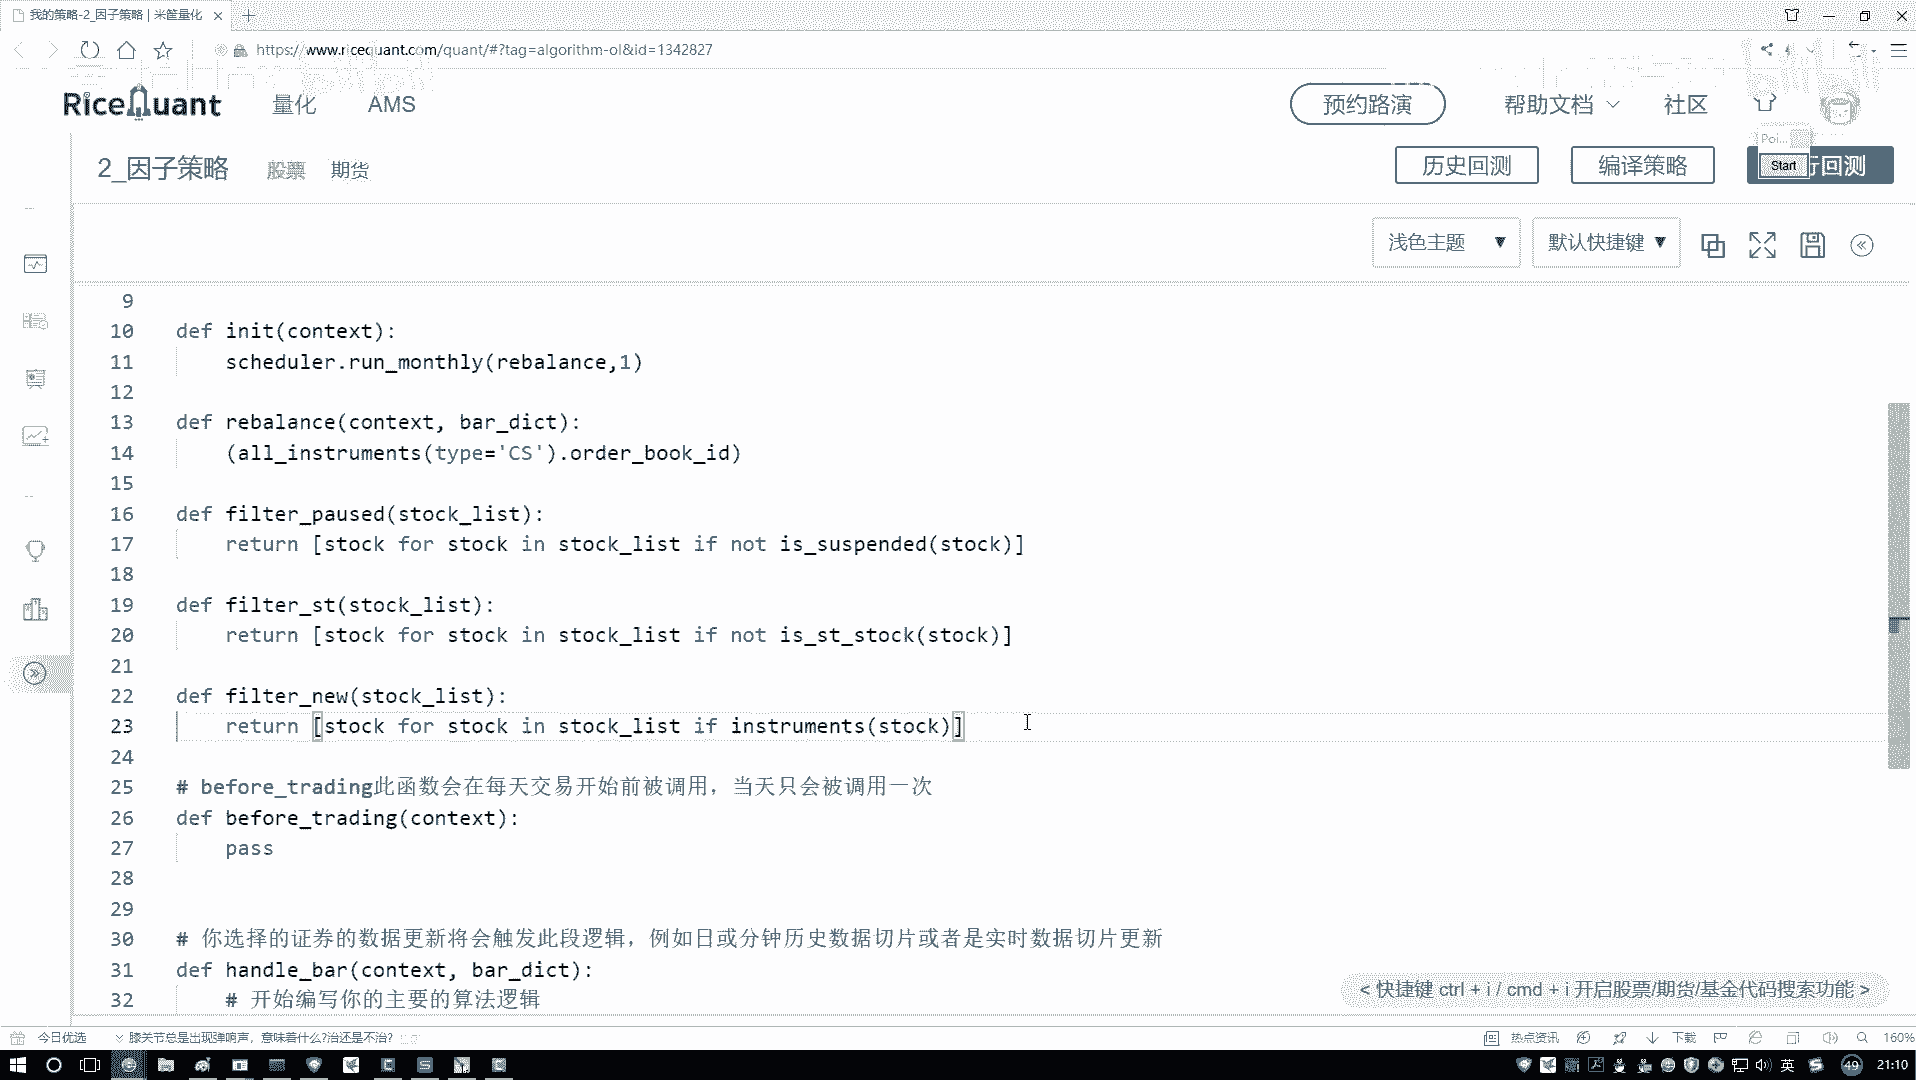 我的策略-2_因子策略 | 米筐量化
https://www.ricequant.com/quant/#?tag=algorithm-ol&id=1342827
RiceQuant 量化 AMS 预约路演 帮助文档 社区
Poi...
2_因子策略 股票 期货 历史回测 编译策略 Start 行回测
浅色主题 默认快捷键
9
10 def init(context):
11 scheduler.run_monthly(rebalance,1)
12
13 def rebalance(context, bar_dict):
14 (all_instruments(type='CS').order_book_id)
15
16 def filter_paused(stock_list):
17 return [stock for stock in stock_list if not is_suspended(stock)]
18
19 def filter_st(stock_list):
20 return [stock for stock in stock_list if not is_st_stock(stock)]
21
22 def filter_new(stock_list):
23 return [stock for stock in stock_list if instruments(stock)]
24
25 # before_trading此函数会在每天交易开始前被调用，当天只会被调用一次
26 def before_trading(context):
27 pass
28
29
30 # 你选择的证券的数据更新将会触发此段逻辑，例如日或分钟历史数据切片或者是实时数据切片更新
31 def handle_bar(context, bar_dict):
32 # 开始编写你的主要的算法逻辑
< 快捷键 ctrl + i / cmd + i 开启股票/期货/基金代码搜索功能 >
今日优选 膝关节总是出现弹响声，意味着什么?治还是不治? 热点资讯 下载 160%
英 49 21:10